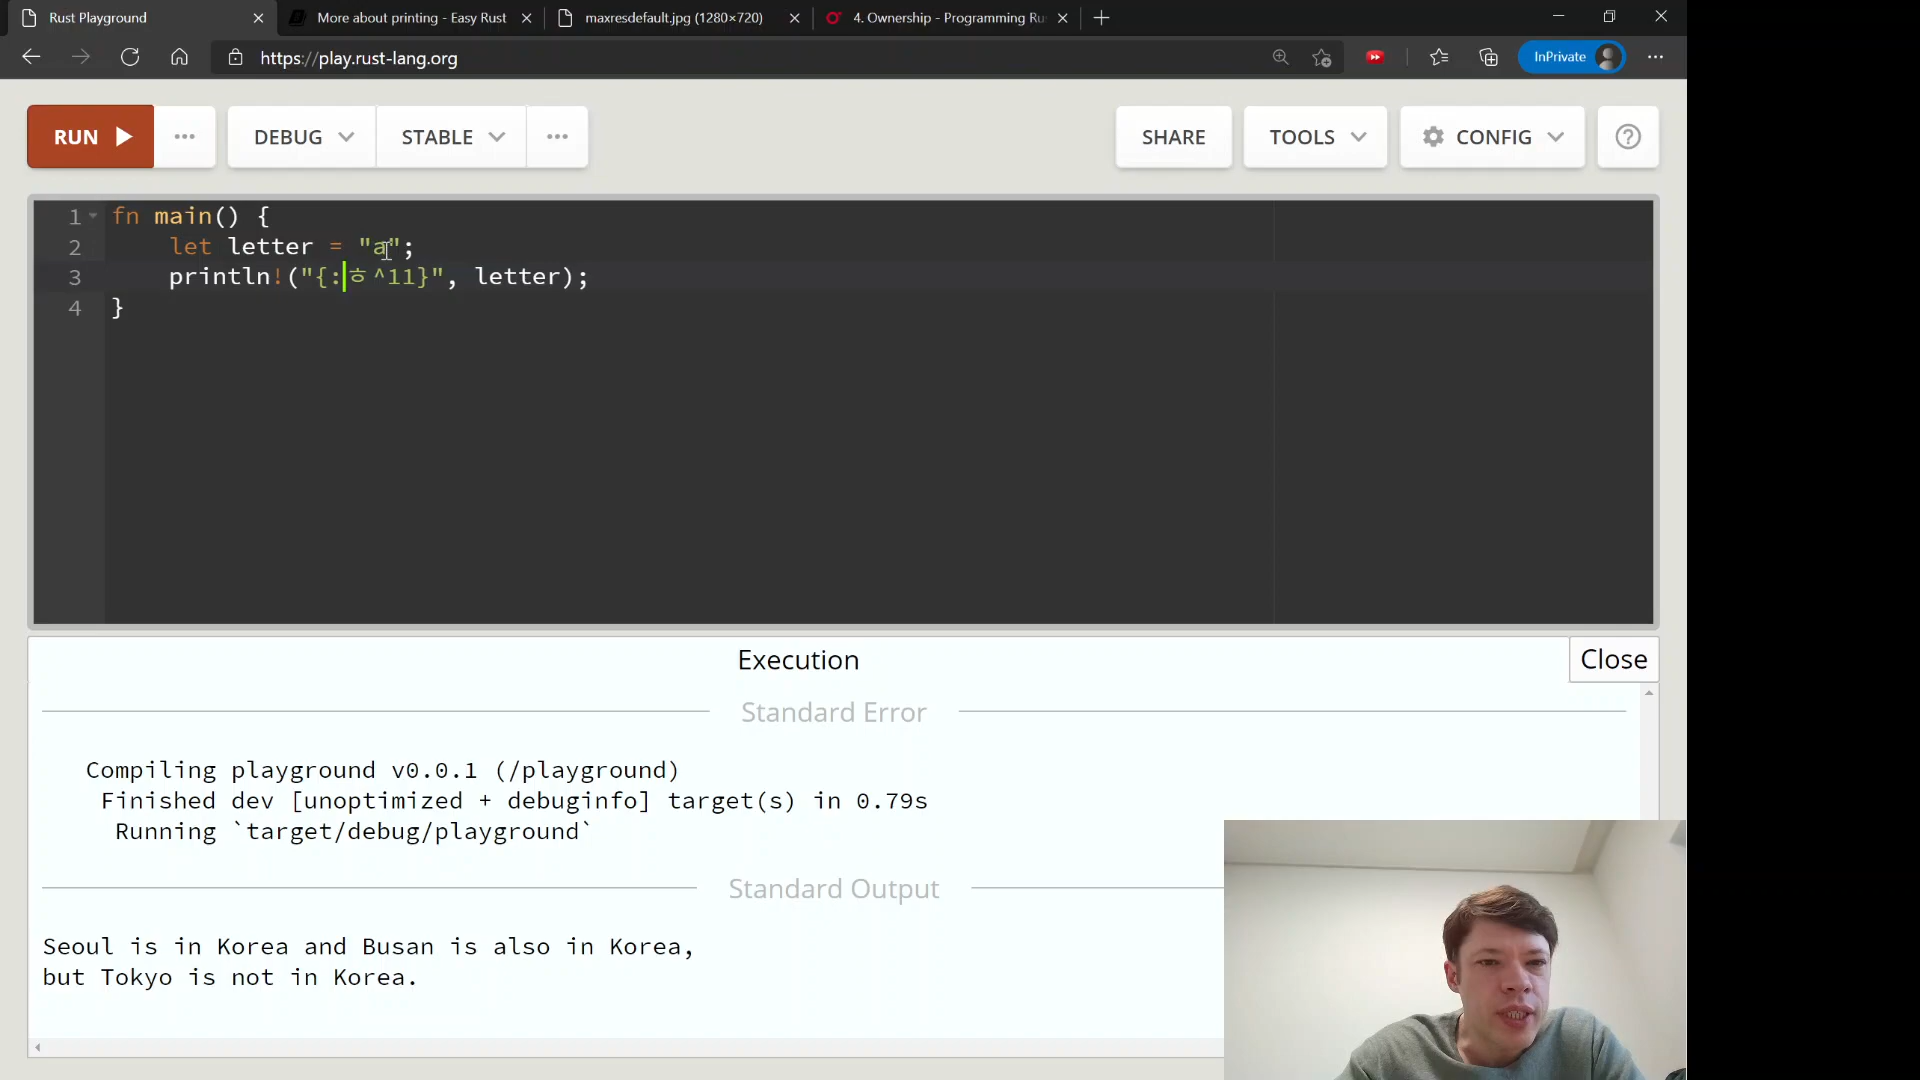 Rust Playground
More about printing - Easy Rust
maxresdefault.jpg (1280×720)
4. Ownership - Programming Ru
https://play.rust-lang.org
InPrivate
RUN
DEBUG
STABLE
SHARE
TOOLS
CONFIG
1 fn main() {
2 let letter = "a";
3 println!("{:ㅎ^11}", letter);
4 }
Execution
Close
Standard Error
Compiling playground v0.0.1 (/playground)
Finished dev [unoptimized + debuginfo] target(s) in 0.79s
Running `target/debug/playground`
Standard Output
Seoul is in Korea and Busan is also in Korea,
but Tokyo is not in Korea.